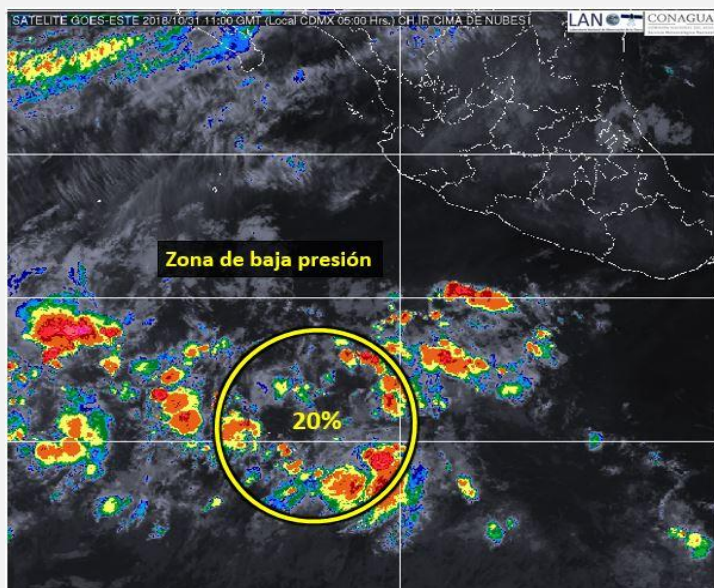 SATELITE GOES-ESTE 2018/10/31 11:00 GMT (Local CDMX 05:00 Hrs.) CH.IR CIMA DE NUBES
LAN
CONAGUA
Zona de baja presión
20%